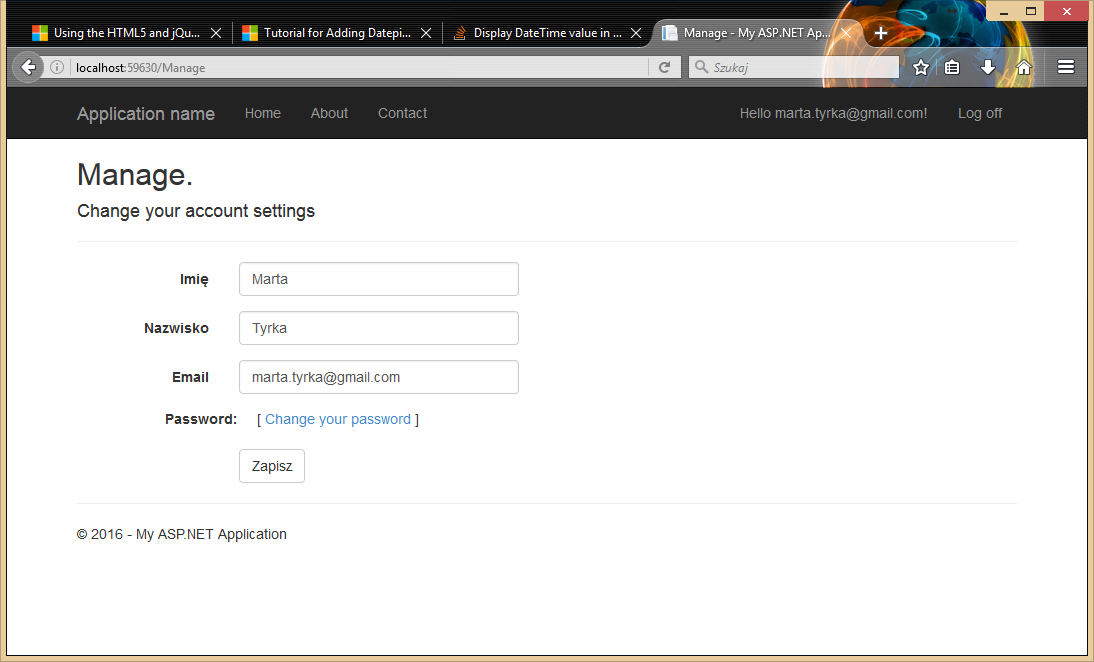 Using the HTML5 and jQu... Tutorial for Adding Datepi... Display DateTime value in ... Manage - My ASP.NET Ap...
localhost:59630/Manage Szukaj
Application name Home About Contact Hello marta.tyrka@gmail.com! Log off
Manage.
Change your account settings
Imię Marta
Nazwisko Tyrka
Email marta.tyrka@gmail.com
Password: [ Change your password ]
Zapisz
© 2016 - My ASP.NET Application